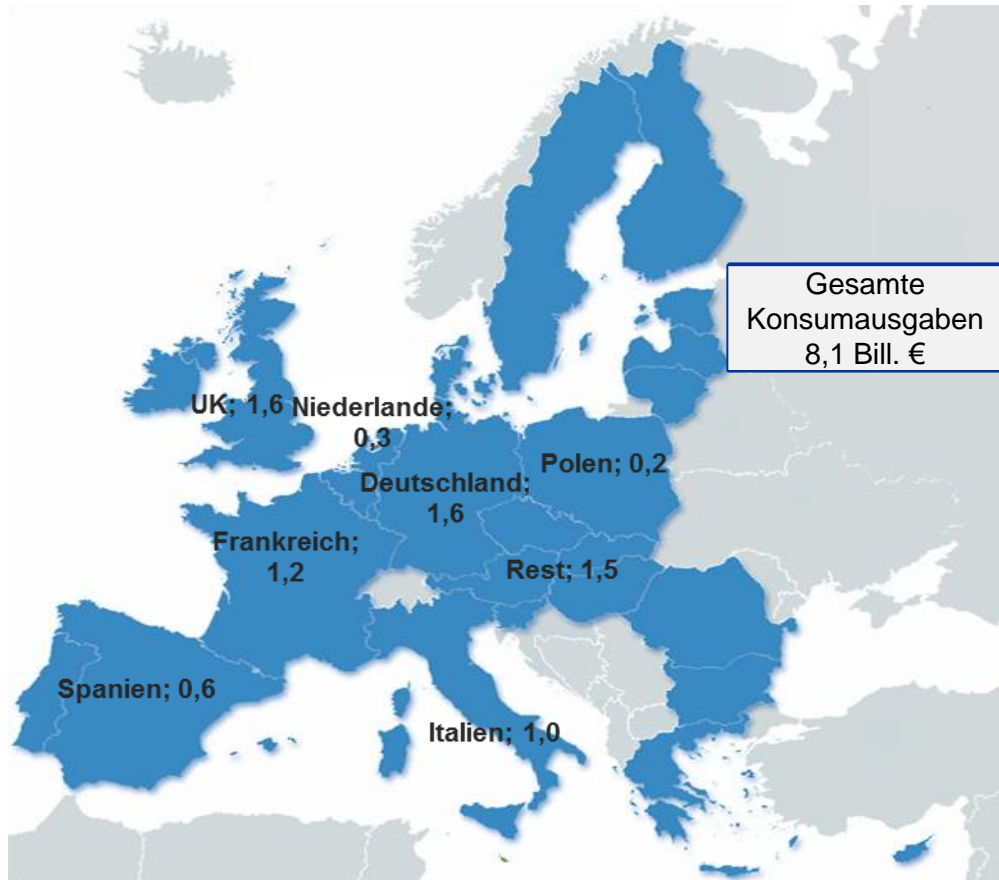 Gesamte
Konsumausgaben
8,1 Bill. €
UK; 1,6
Niederlande;
0,3
Polen; 0,2
Deutschland;
1,6
Frankreich;
1,2
Rest; 1,5
Spanien; 0,6
Italien; 1,0